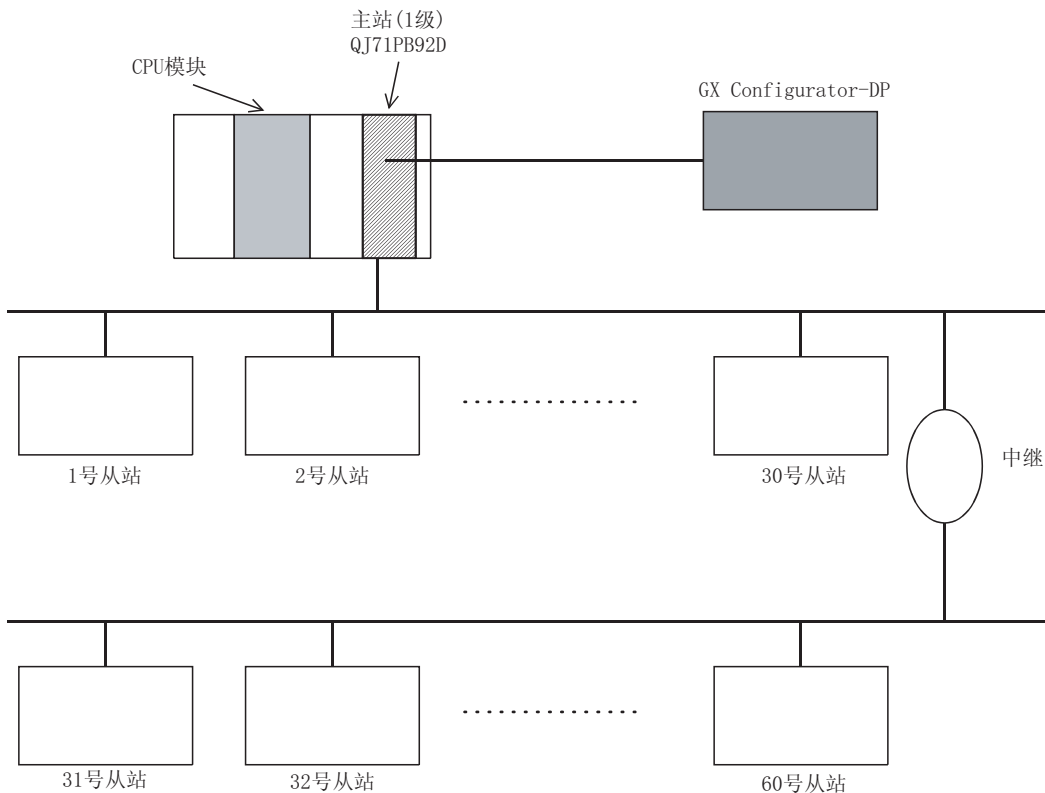 主站(1级)
QJ71PB92D
CPU模块
GX Configurator-DP
1号从站
2号从站
30号从站
中继
31号从站
32号从站
60号从站